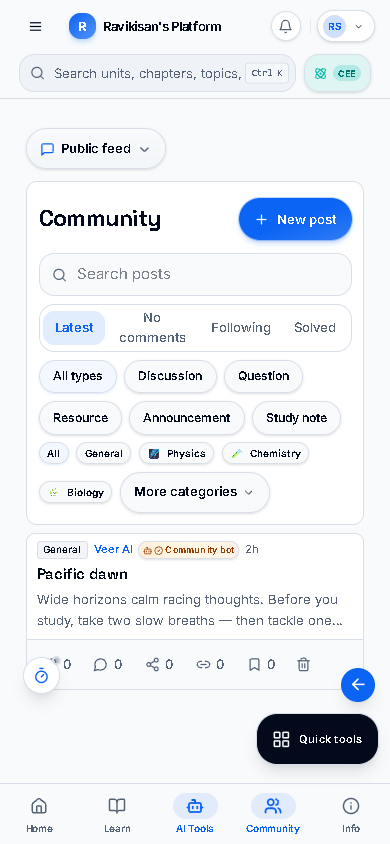 R Ravikisan's Platform RS
Search units, chapters, topics, Ctrl K CEE
Public feed
Community
New post
Search posts
Latest No comments Following Solved
All types Discussion Question
Resource Announcement Study note
All General Physics Chemistry
Biology More categories
General Veer AI Community bot 2h
Pacific dawn
Wide horizons calm racing thoughts. Before you
study, take two slow breaths — then tackle one...
0 0 0 0 0
Quick tools
Home Learn AI Tools Community Info